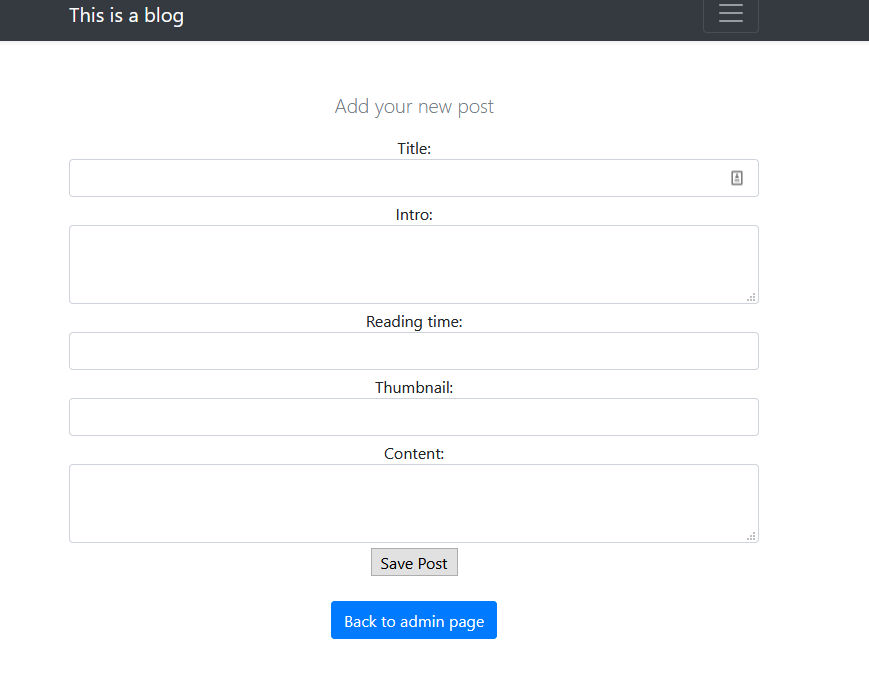 This is a blog
Add your new post
Title:
Intro:
Reading time:
Thumbnail:
Content:
Save Post
Back to admin page